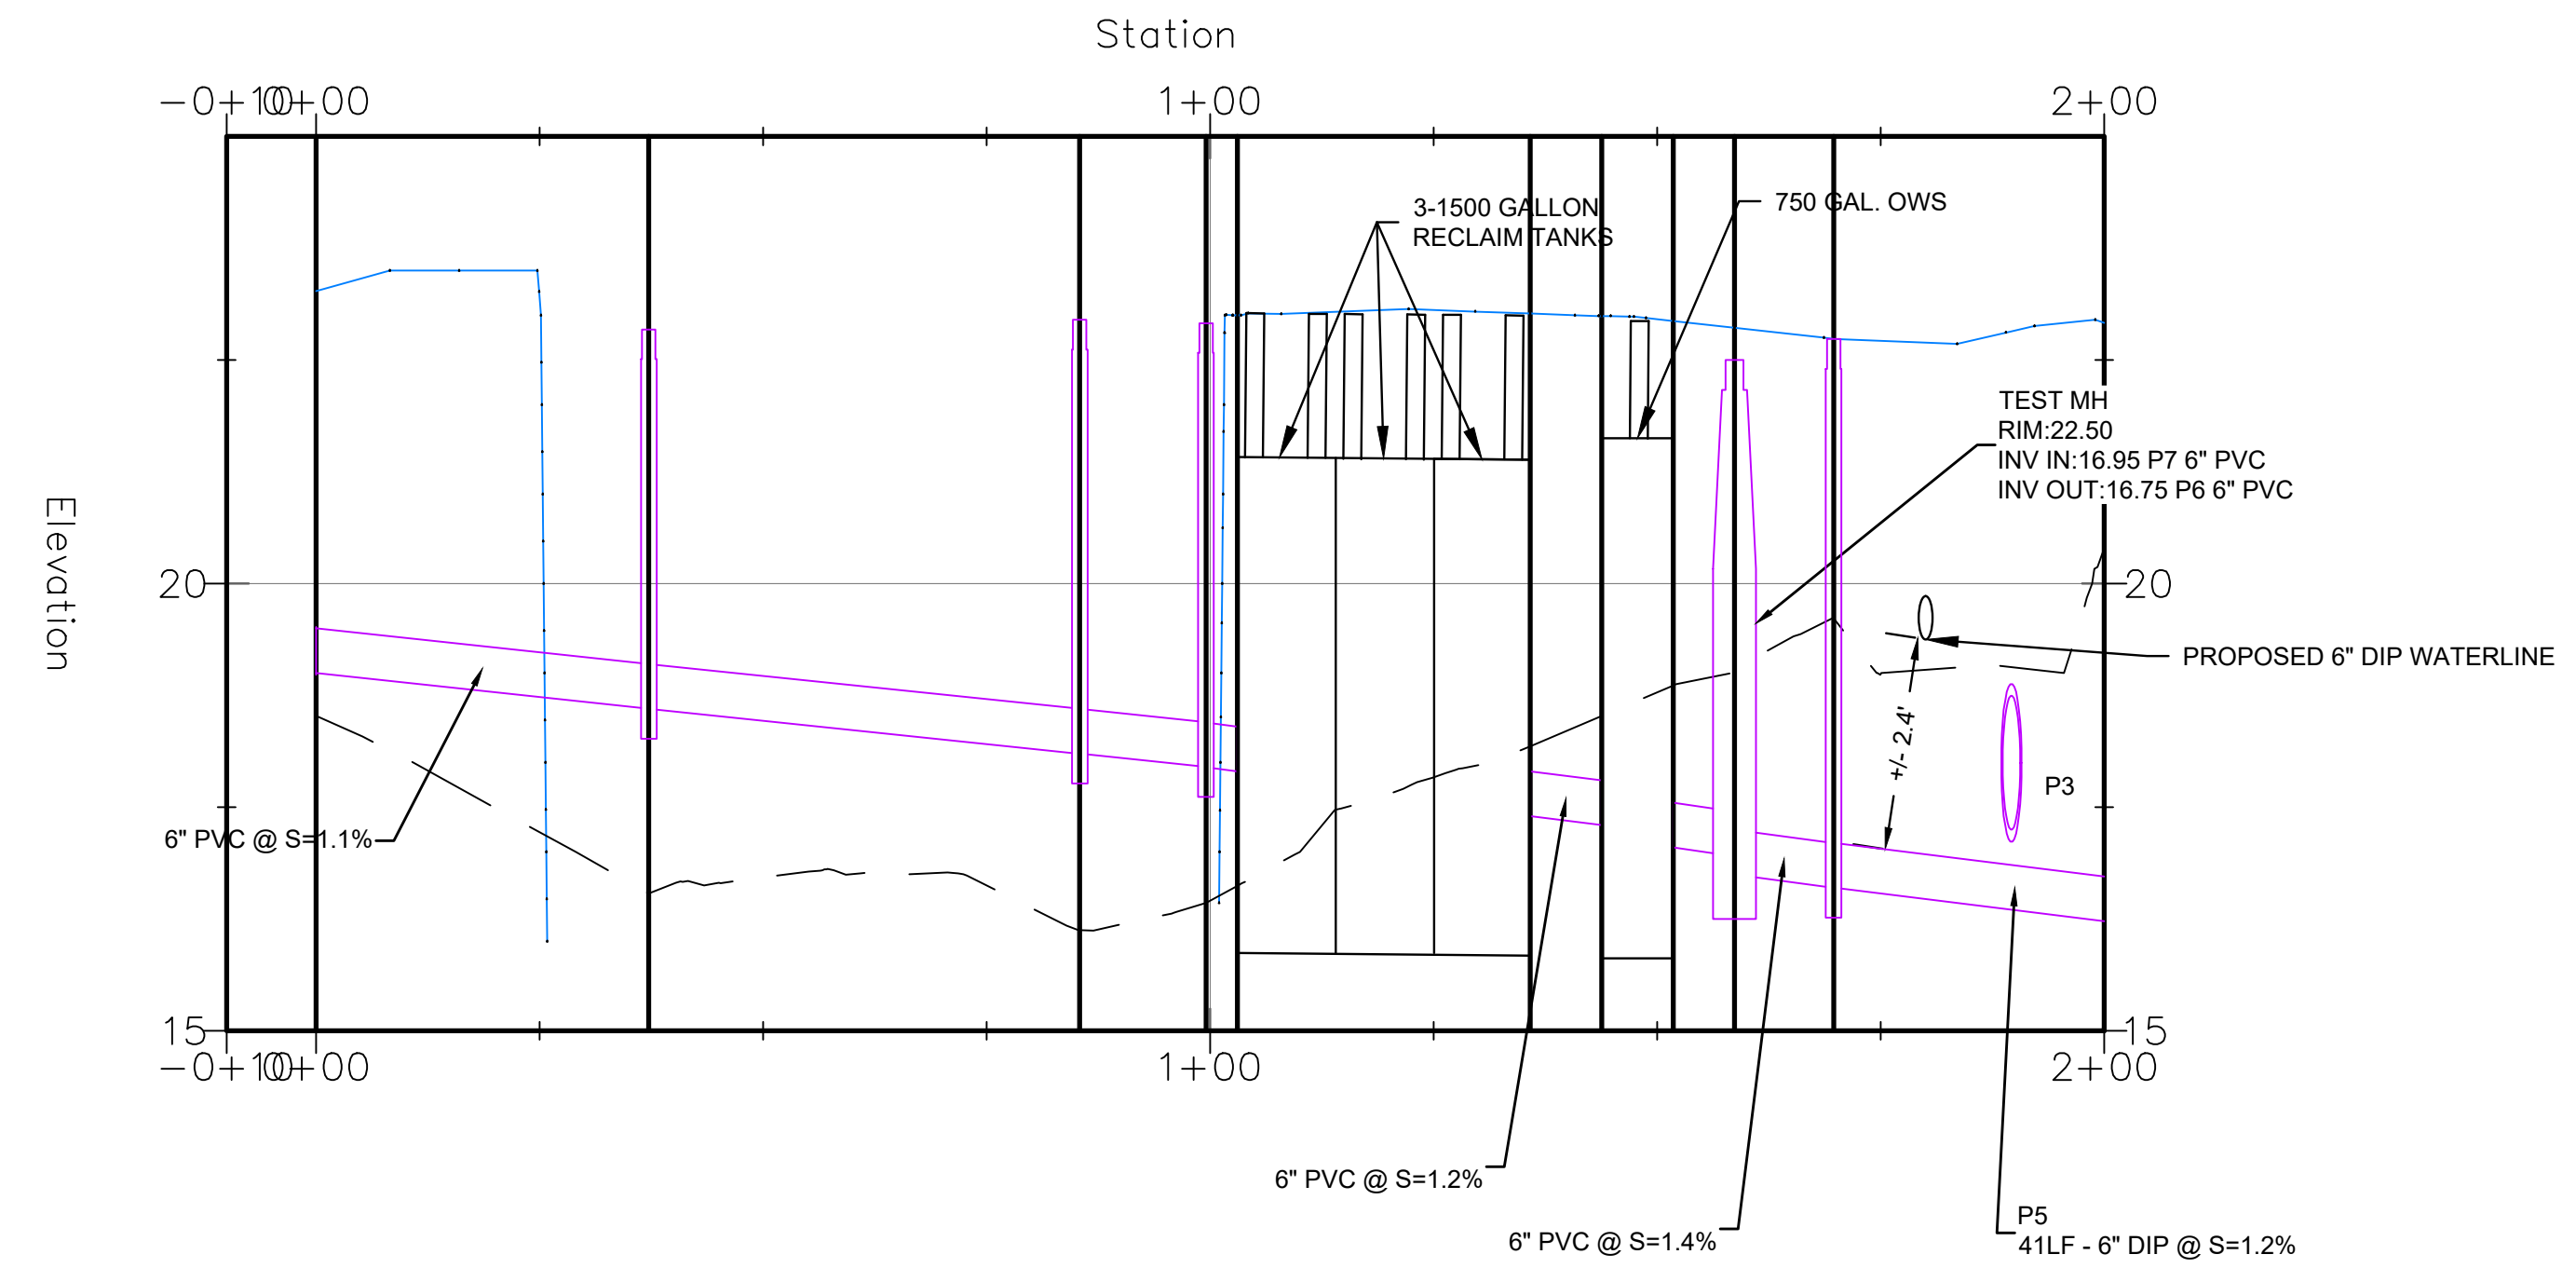 Station
-0+10
0+00
1+00
2+00
3-1500 GALLON
RECLAIM TANKS
750 GAL. OWS
TEST MH
RIM:22.50
INV IN:16.95 P7 6" PVC
INV OUT:16.75 P6 6" PVC
Elevation
20
20
PROPOSED 6" DIP WATERLINE
+/- 2.4'
P3
6" PVC @ S=1.1%
15
15
-0+10
0+00
1+00
2+00
6" PVC @ S=1.2%
6" PVC @ S=1.4%
P5
41LF - 6" DIP @ S=1.2%